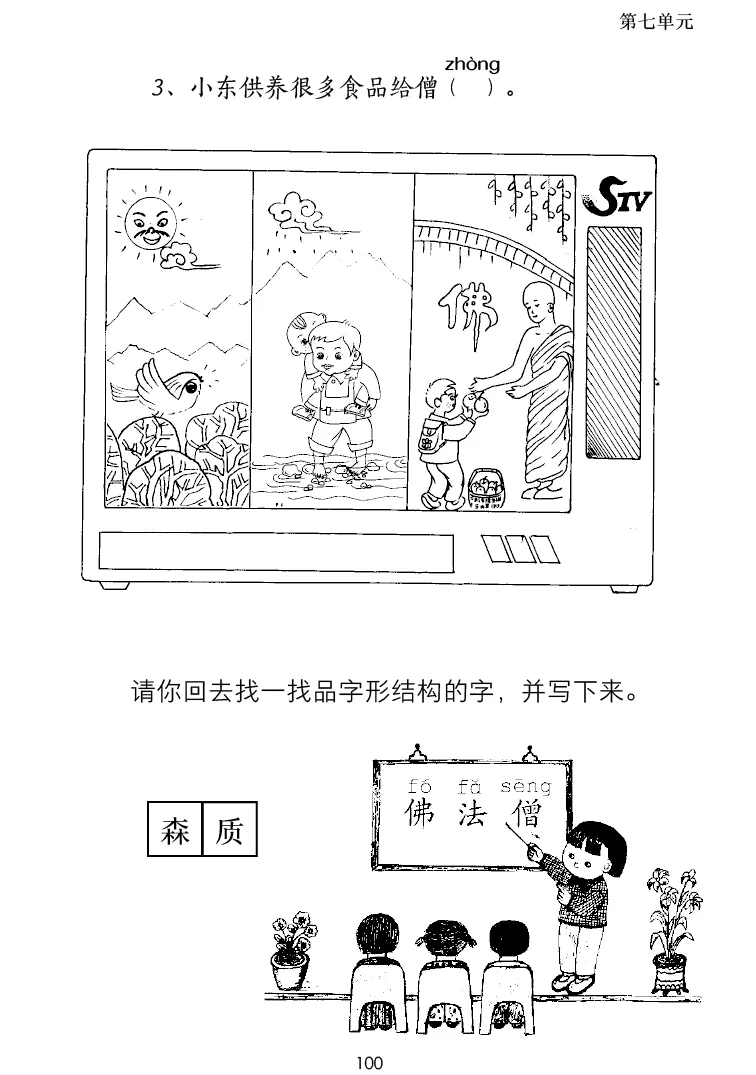 第七单元
zhòng
3、小东供养很多食品给僧（ ）。
STV
佛
请你回去找一找品字形结构的字，并写下来。
fó fǎ sēng
佛 法 僧
森 质
100